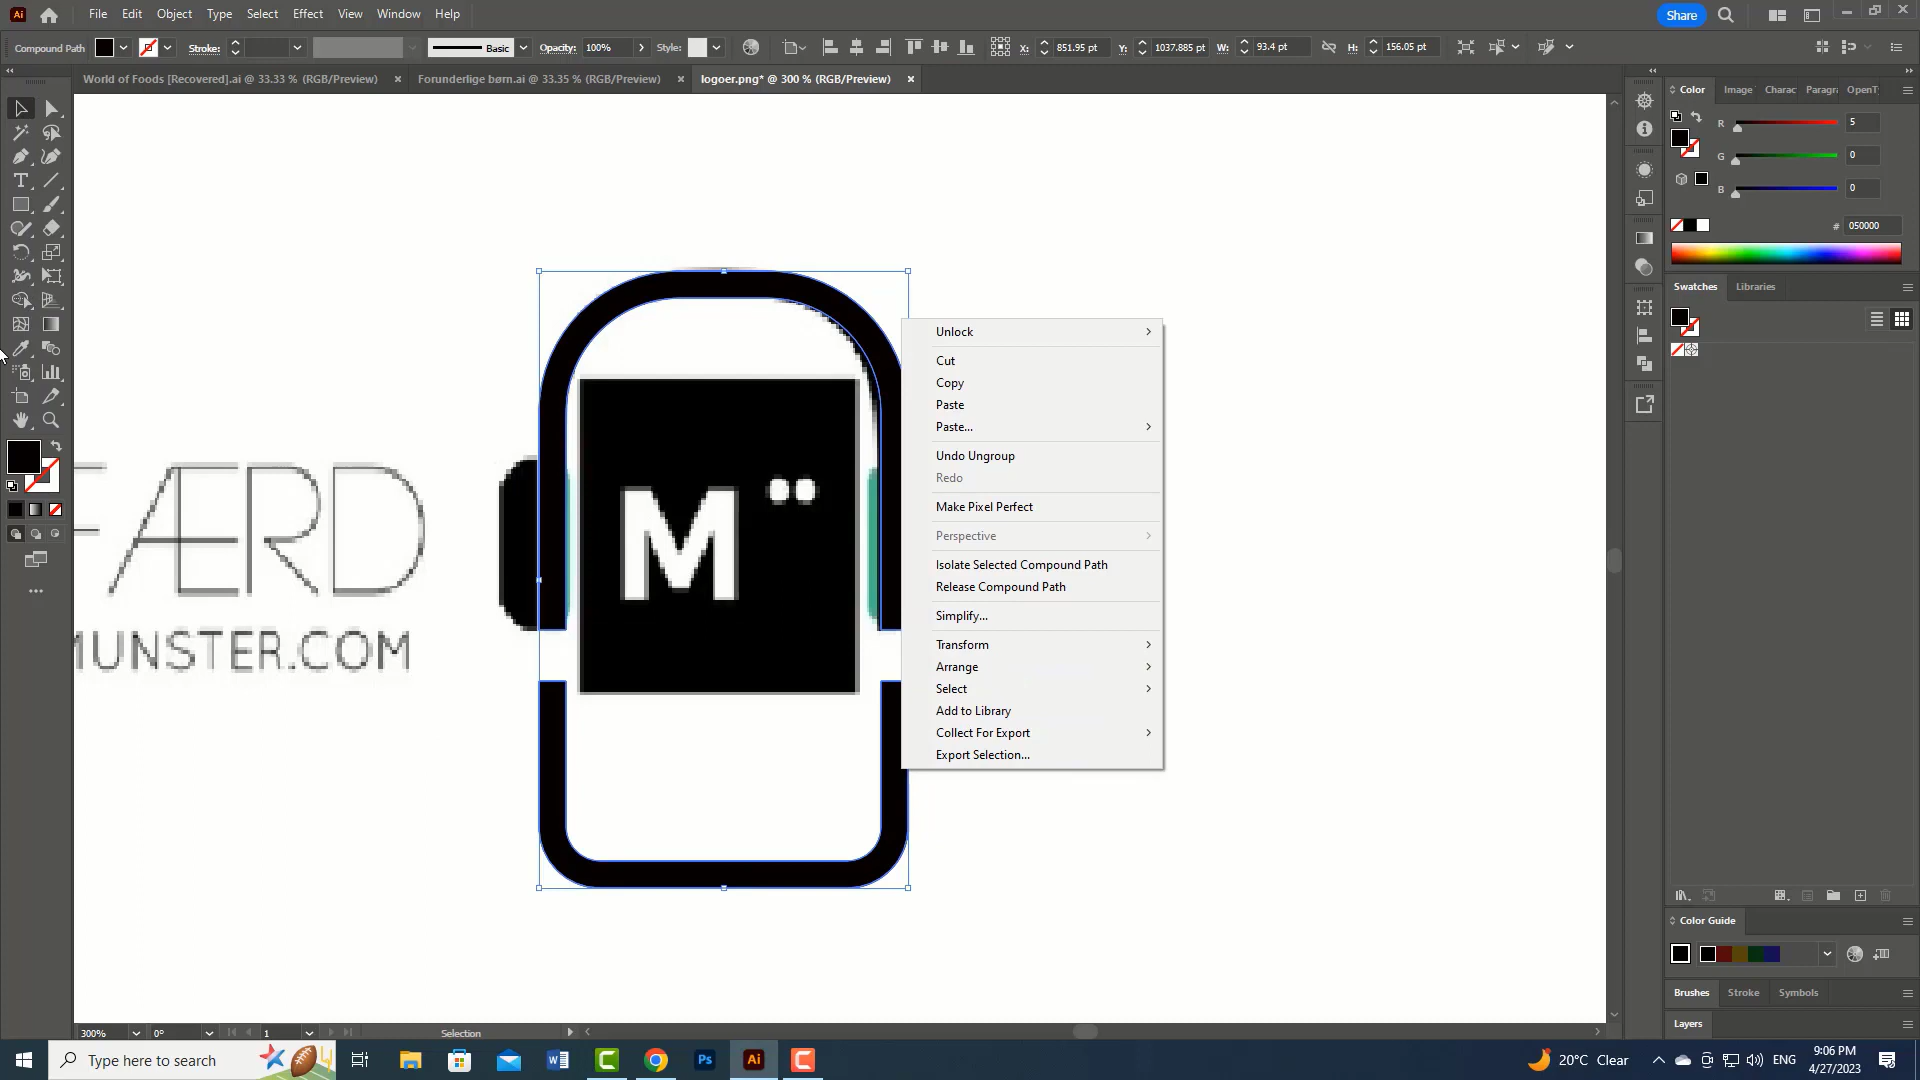 Ai File Edit Object Type Select Effect View Window Help Share
Compound Path Stroke: Basic Opacity: 100% Style: X: 851.95 pt Y: 1037.885 pt W: 93.4 pt H: 156.05 pt
World of Foods [Recovered].ai @ 33.33 % (RGB/Preview) × Forunderlige børn.ai @ 33.35 % (RGB/Preview) × logoer.png* @ 300 % (RGB/Preview) ×
Color Image Charac Paragra OpenTy
R 5
G 0
B 0
# 050000
Swatches Libraries
Unlock
Cut
Copy
Paste
Paste...
Undo Ungroup
Redo
Make Pixel Perfect
Perspective
Isolate Selected Compound Path
Release Compound Path
Simplify...
Transform
Arrange
Select
Add to Library
Collect For Export
Export Selection...
M
FÆRD
MUNSTER.COM
Color Guide
Brushes Stroke Symbols
Layers
300% 0° 1 Selection
Type here to search
Ps Ai
20°C Clear
ENG
9:06 PM
4/27/2023